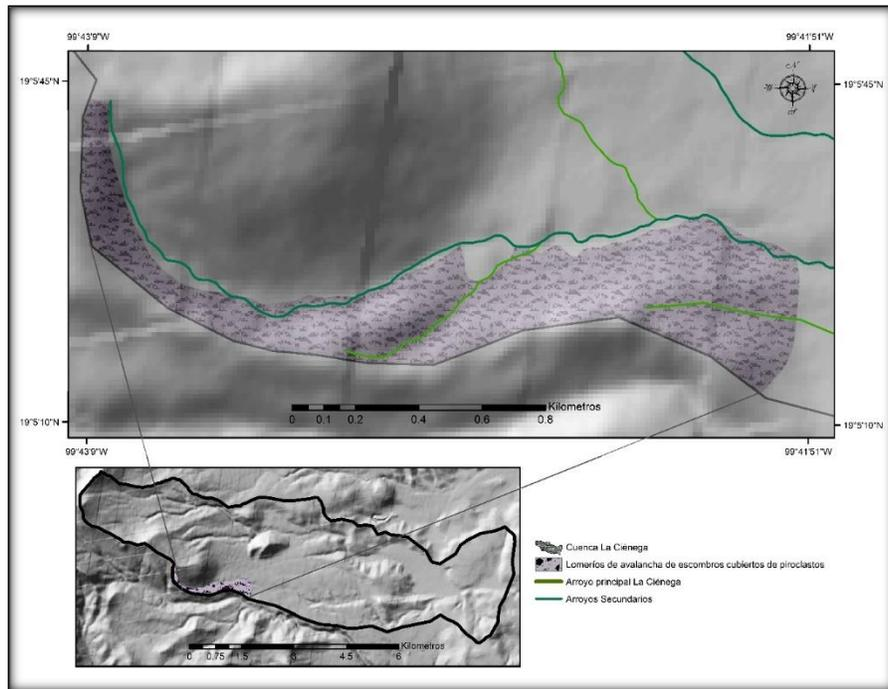 99°43'9"W 99°41'51"W
19°5'45"N 19°5'45"N
N
W
Kilometros
0 0.1 0.2 0.4 0.6 0.8
19°5'10"N 19°5'10"N
99°43'9"W 99°41'51"W
Cuenca La Ciénega
Lomeríos de avalancha de escombros cubiertos de piroclastos
Arroyo principal La Ciénega
Arroyos Secundarios
Kilometros
0 0.75 1.5 3 4.5 6